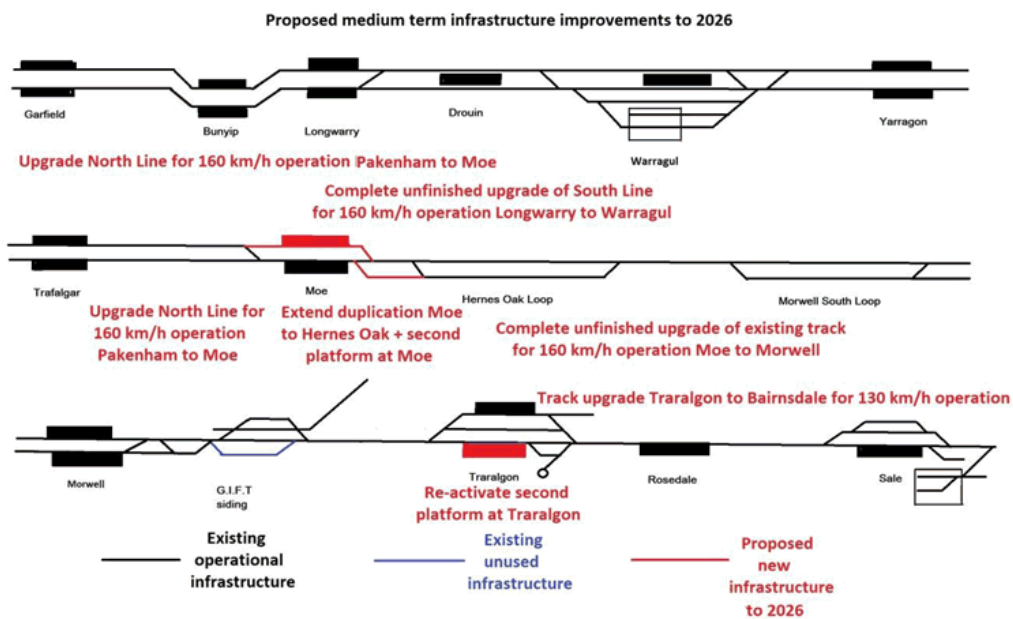 Proposed medium term infrastructure improvements to 2026
Garfield
Bunyip
Longwarry
Drouin
Warragul
Yarragon
Upgrade North Line for 160 km/h operation Pakenham to Moe
Complete unfinished upgrade of South Line
for 160 km/h operation Longwarry to Warragul
Trafalgar
Moe
Hernes Oak Loop
Morwell South Loop
Upgrade North Line for
160 km/h operation
Pakenham to Moe
Extend duplication Moe
to Hernes Oak + second
platform at Moe
Complete unfinished upgrade of existing track
for 160 km/h operation Moe to Morwell
Track upgrade Traralgon to Bairnsdale for 130 km/h operation
Morwell
G.I.F.T
siding
Traralgon
Rosedale
Sale
Re-activate second
platform at Traralgon
Existing
operational
infrastructure
Existing
unused
infrastructure
Proposed
new
infrastructure
to 2026